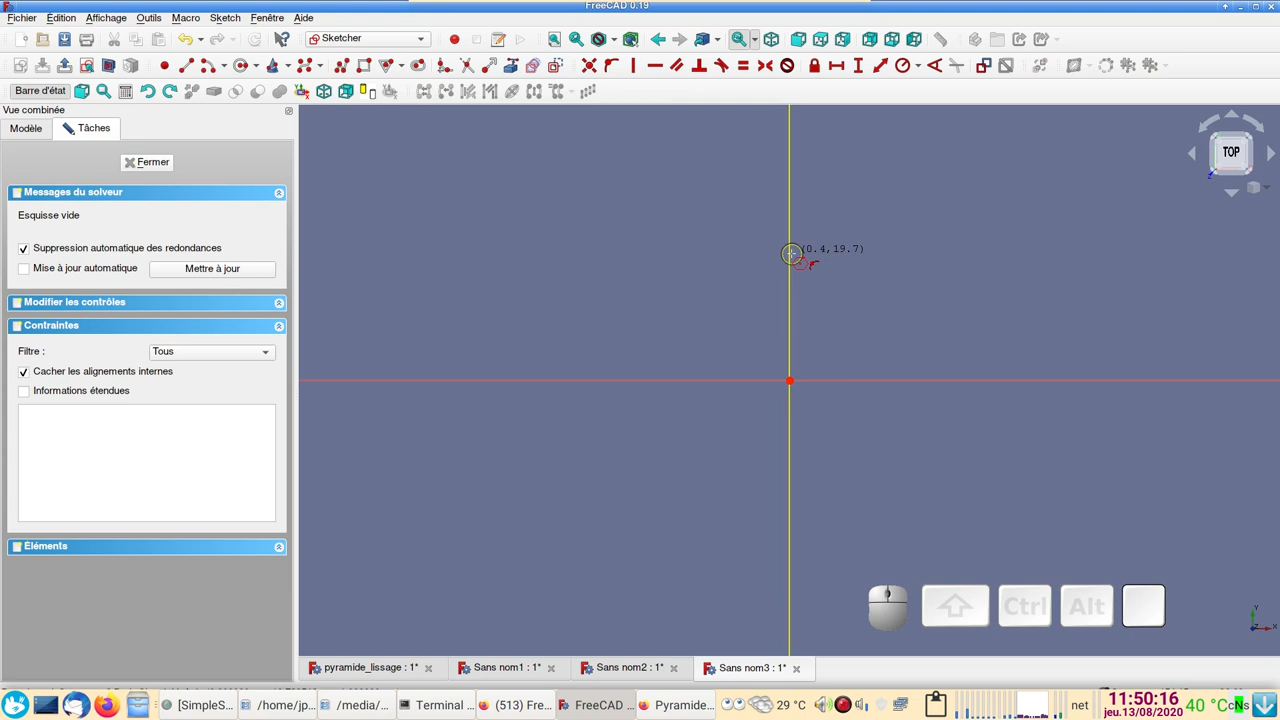 FreeCAD 0.19
Fichier Édition Affichage Outils Macro Sketch Fenêtre Aide
Sketcher
Barre d'état
Vue combinée
Modèle Tâches
Fermer
Messages du solveur
Esquisse vide
Suppression automatique des redondances
Mise à jour automatique Mettre à jour
Modifier les contrôles
Contraintes
Filtre : Tous
Cacher les alignements internes
Informations étendues
Éléments
(0.4,19.7)
TOP
Ctrl Alt
Y
X
Z
pyramide_lissage : 1* Sans nom1 : 1* Sans nom2 : 1* Sans nom3 : 1*
[SimpleS... /home/jp... /media/... Terminal ... (513) Fre... FreeCAD ... Pyramide... 29 °C net 11:50:16 jeu.13/08/2020 40 °C